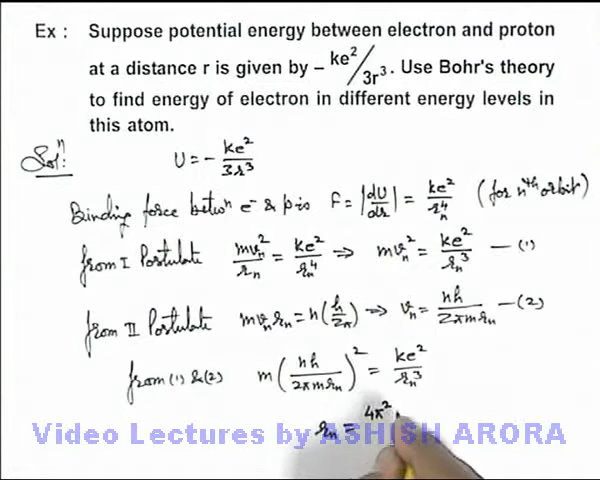 Ex : Suppose potential energy between electron and proton
at a distance r is given by – ke²/3r³. Use Bohr's theory
to find energy of electron in different energy levels in
this atom.
Solⁿ: U = - ke²/3r³
Binding force betwn e⁻ & p is F = |dU/dr| = ke²/rₙ⁴ (for nᵗʰ orbit)
from I Postulate mvₙ²/rₙ = ke²/rₙ⁴ ⇒ mvₙ² = ke²/rₙ³ —(1)
from II Postulate mvₙrₙ = n(h/2π) ⇒ vₙ = nh/2πmrₙ —(2)
from (1) & (2) m(nh/2πmrₙ)² = ke²/rₙ³
rₙ = 4π²
Video Lectures by ASHISH ARORA